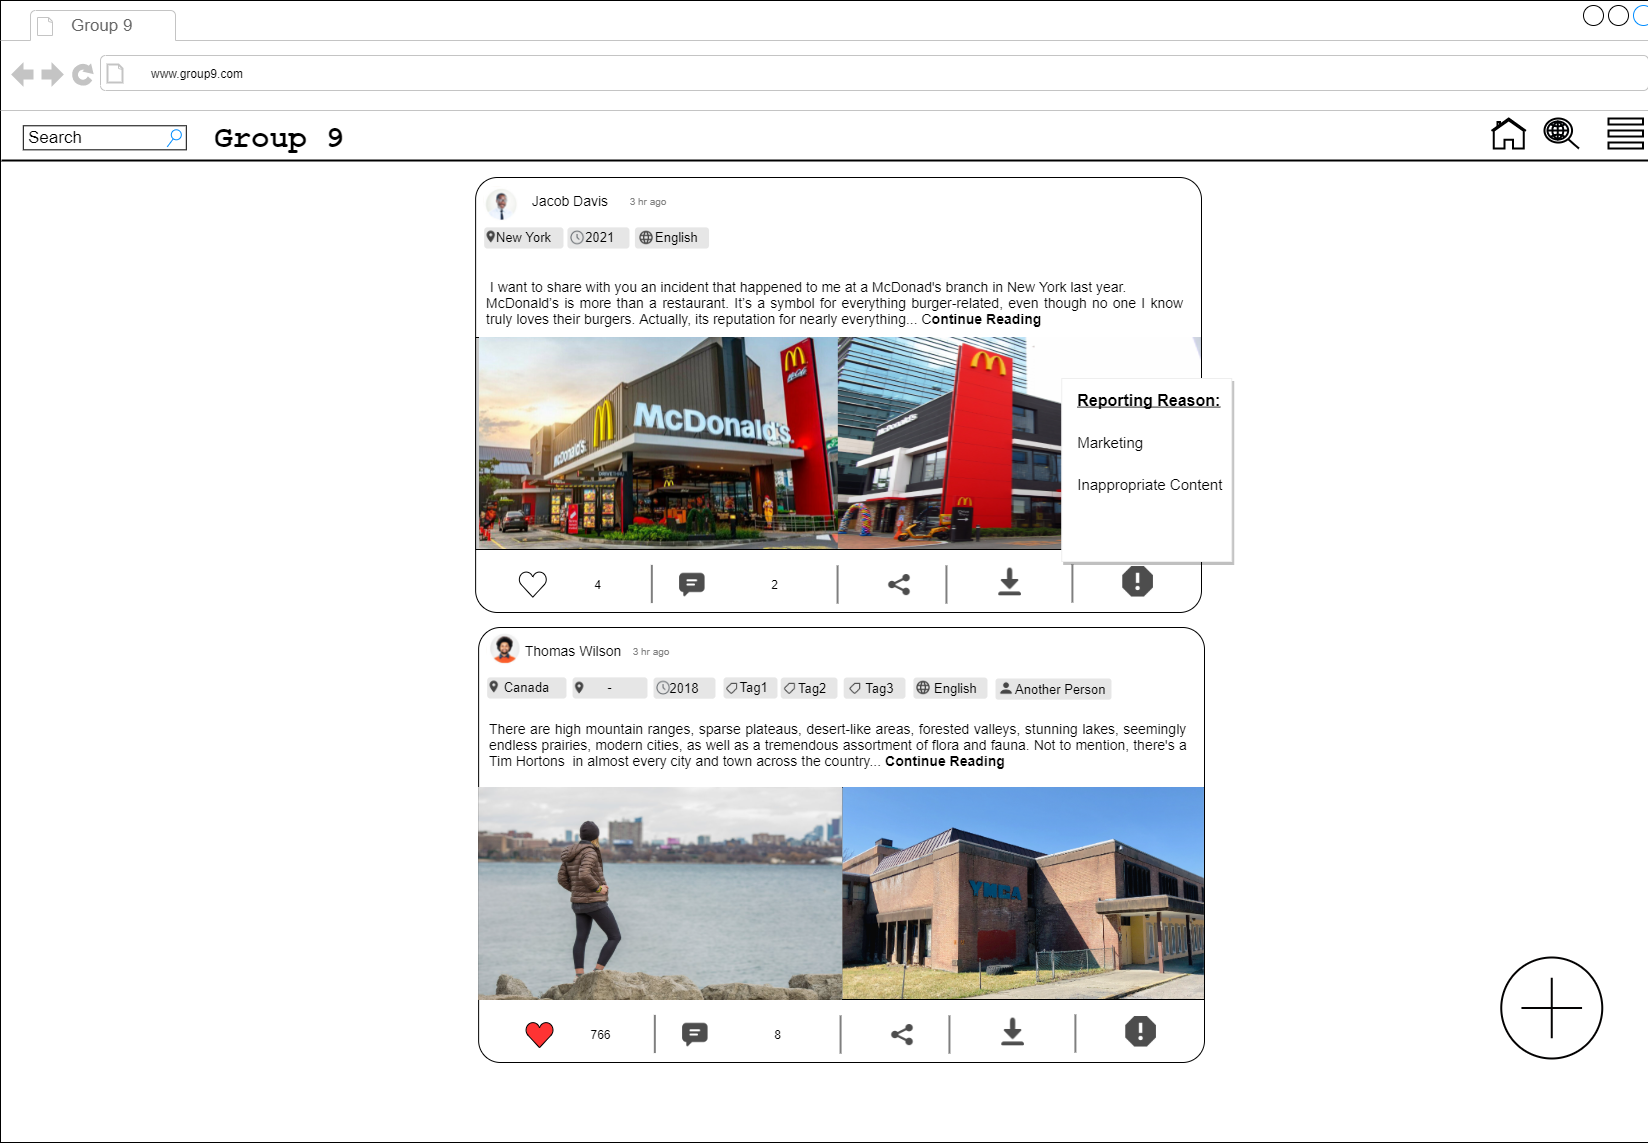 Group 9
www.group9.com
Search
Group 9
Jacob Davis 3 hr ago
New York 2021 English
I want to share with you an incident that happened to me at a McDonad's branch in New York last year.
McDonald's is more than a restaurant. It's a symbol for everything burger-related, even though no one I know
truly loves their burgers. Actually, its reputation for nearly everything... Continue Reading
McDonald's
McDonald's
McDonald's
Reporting Reason:
Marketing
Inappropriate Content
4 2
Thomas Wilson 3 hr ago
Canada - 2018 Tag1 Tag2 Tag3 English Another Person
There are high mountain ranges, sparse plateaus, desert-like areas, forested valleys, stunning lakes, seemingly
endless prairies, modern cities, as well as a tremendous assortment of flora and fauna. Not to mention, there's a
Tim Hortons in almost every city and town across the country... Continue Reading
YMCA
766 8